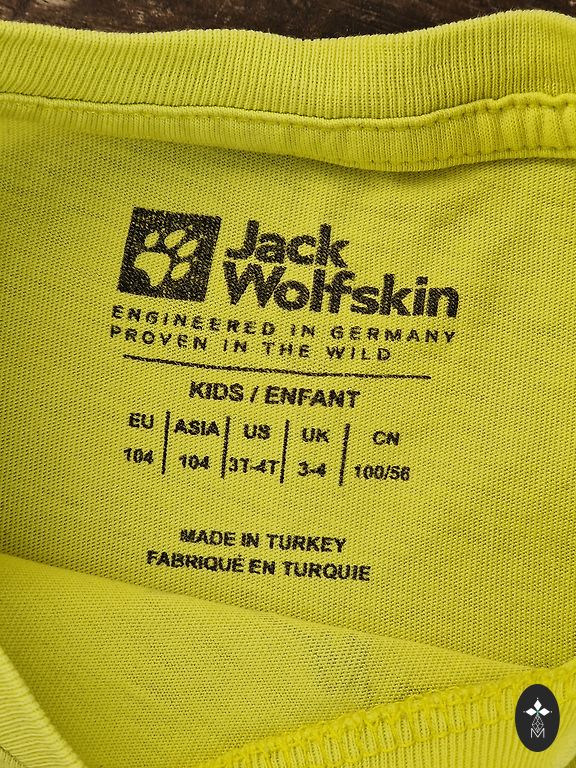 Jack
Wolfskin
ENGINEERED IN GERMANY
PROVEN IN THE WILD
KIDS / ENFANT
EU ASIA US UK CN
104 104 3T-4T 3-4 100/56
MADE IN TURKEY
FABRIQUÉ EN TURQUIE
M